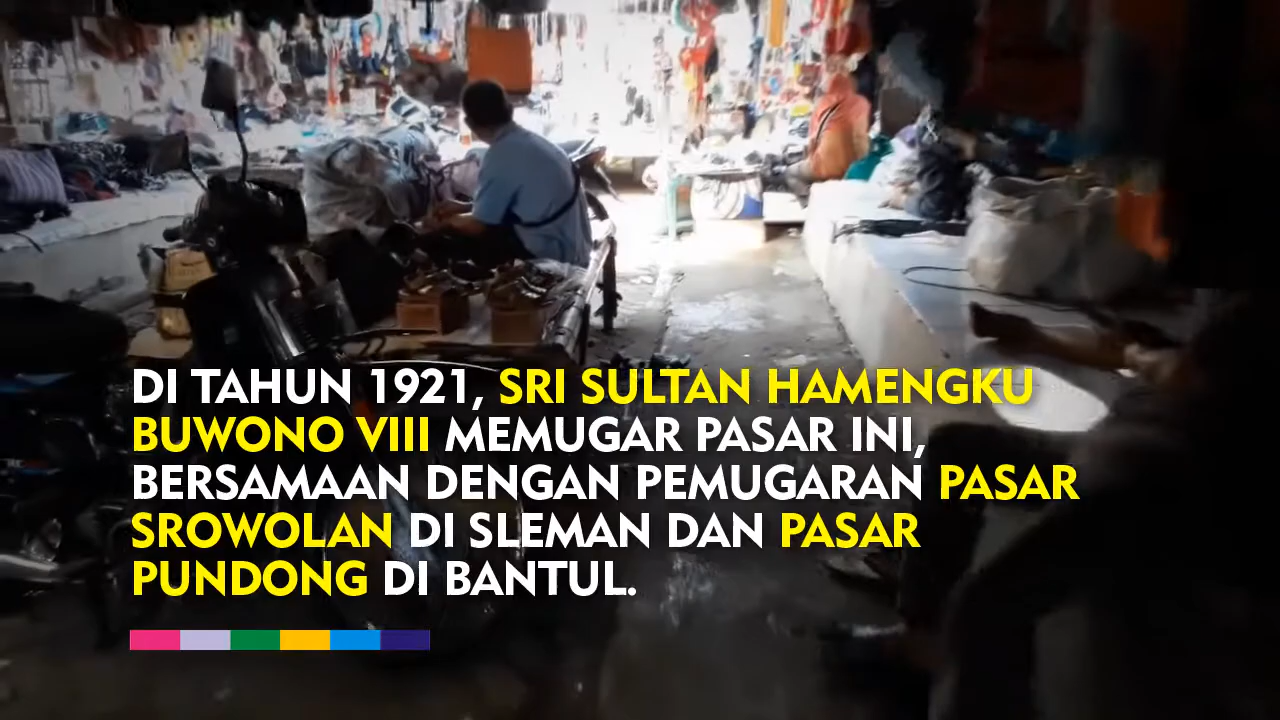 DI TAHUN 1921, SRI SULTAN HAMENGKU
BUWONO VIII MEMUGAR PASAR INI,
BERSAMAAN DENGAN PEMUGARAN PASAR
SROWOLAN DI SLEMAN DAN PASAR
PUNDONG DI BANTUL.